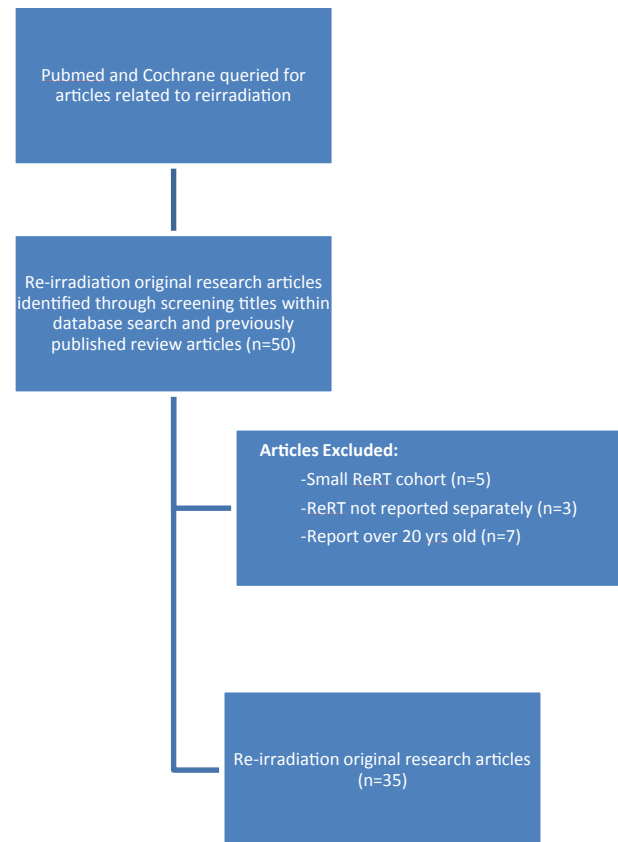 Pubmed and Cochrane queried for
articles related to reirradiation
Re-irradiation original research articles
identified through screening titles within
database search and previously
published review articles (n=50)
Articles Excluded:
-Small ReRT cohort (n=5)
-ReRT not reported separately (n=3)
-Report over 20 yrs old (n=7)
Re-irradiation original research articles
(n=35)